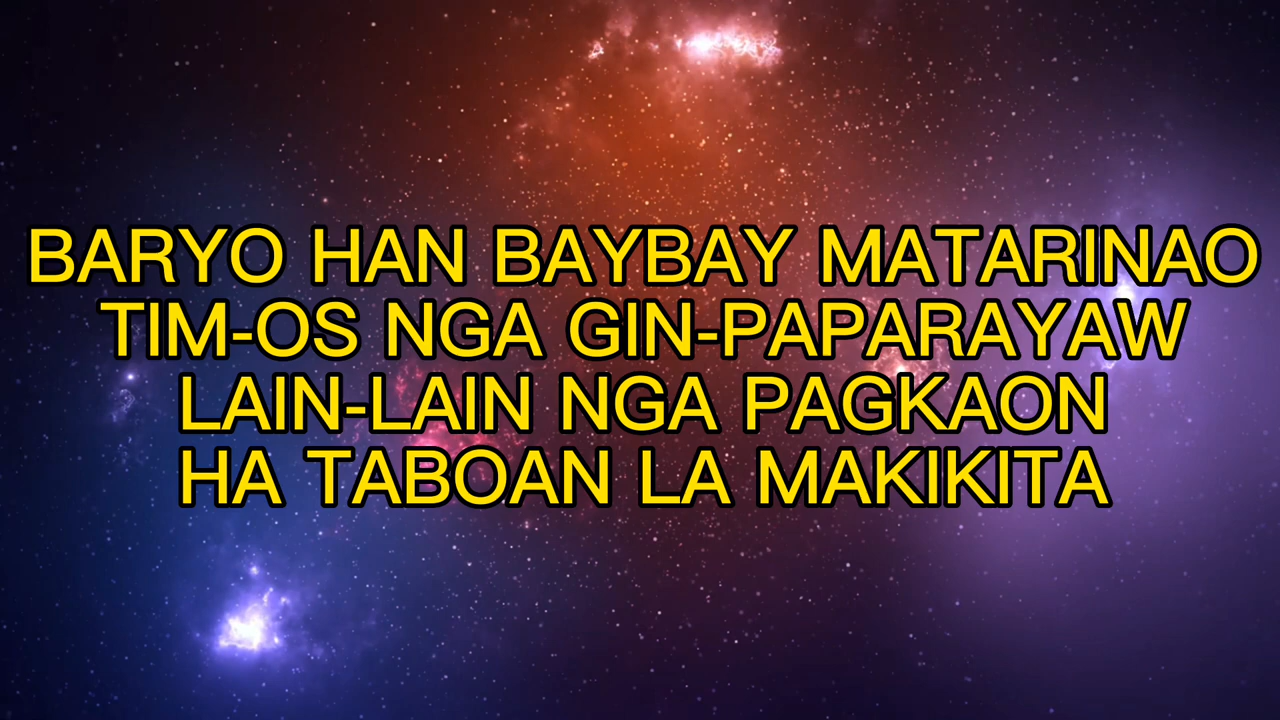 BARYO HAN BAYBAY MATARINAO
TIM-OS NGA GIN-PAPARAYAW
LAIN-LAIN NGA PAGKAON
HA TABOAN LA MAKIKITA